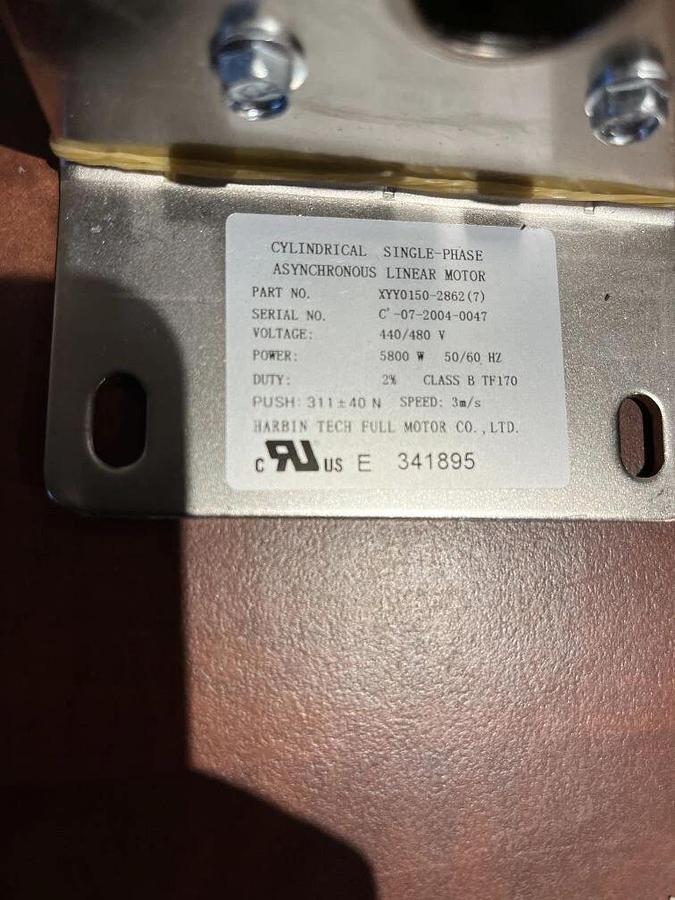 CYLINDRICAL SINGLE-PHASE
ASYNCHRONOUS LINEAR MOTOR
PART NO. XYY0150-2862(7)
SERIAL NO. C'-07-2004-0047
VOLTAGE: 440/480 V
POWER: 5800 W 50/60 HZ
DUTY: 2% CLASS B TF170
PUSH: 311±40 N SPEED: 3m/s
HARBIN TECH FULL MOTOR CO.,LTD.
C RU US E 341895